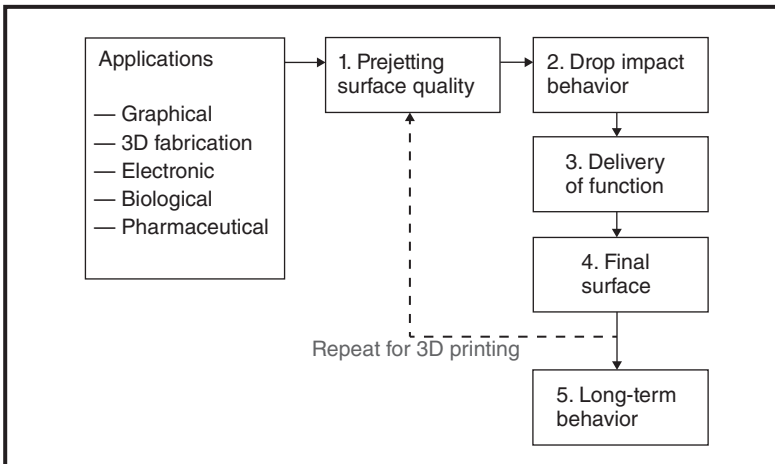 Applications
— Graphical
— 3D fabrication
— Electronic
— Biological
— Pharmaceutical
1. Prejetting
surface quality
2. Drop impact
behavior
3. Delivery
of function
4. Final
surface
Repeat for 3D printing
5. Long-term
behavior